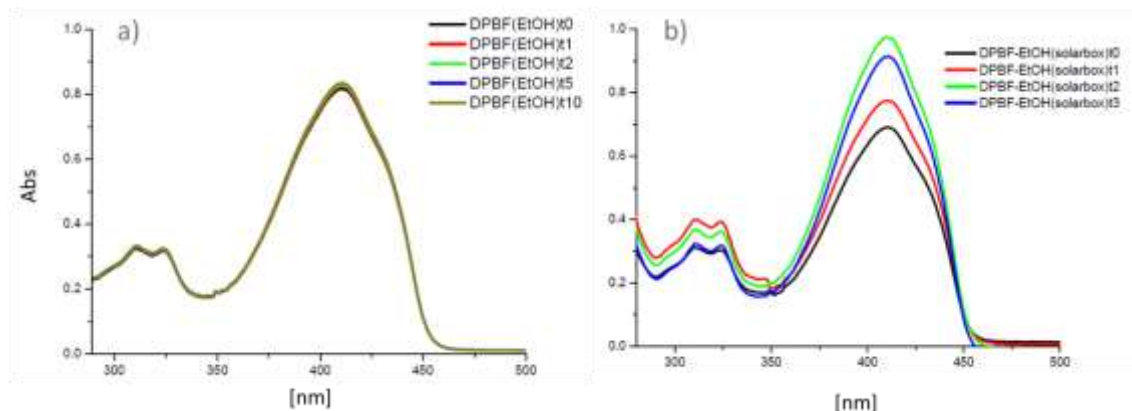 a)
DPBF(EtOH)t0
DPBF(EtOH)t1
DPBF(EtOH)t2
DPBF(EtOH)t5
DPBF(EtOH)t10
Abs
1.0
0.8
0.6
0.4
0.2
0.0
300
350
400
450
500
[nm]
b)
DPBF-EtOH(solarbox)t0
DPBF-EtOH(solarbox)t1
DPBF-EtOH(solarbox)t2
DPBF-EtOH(solarbox)t3
1.0
0.8
0.6
0.4
0.2
0.0
300
350
400
450
500
[nm]